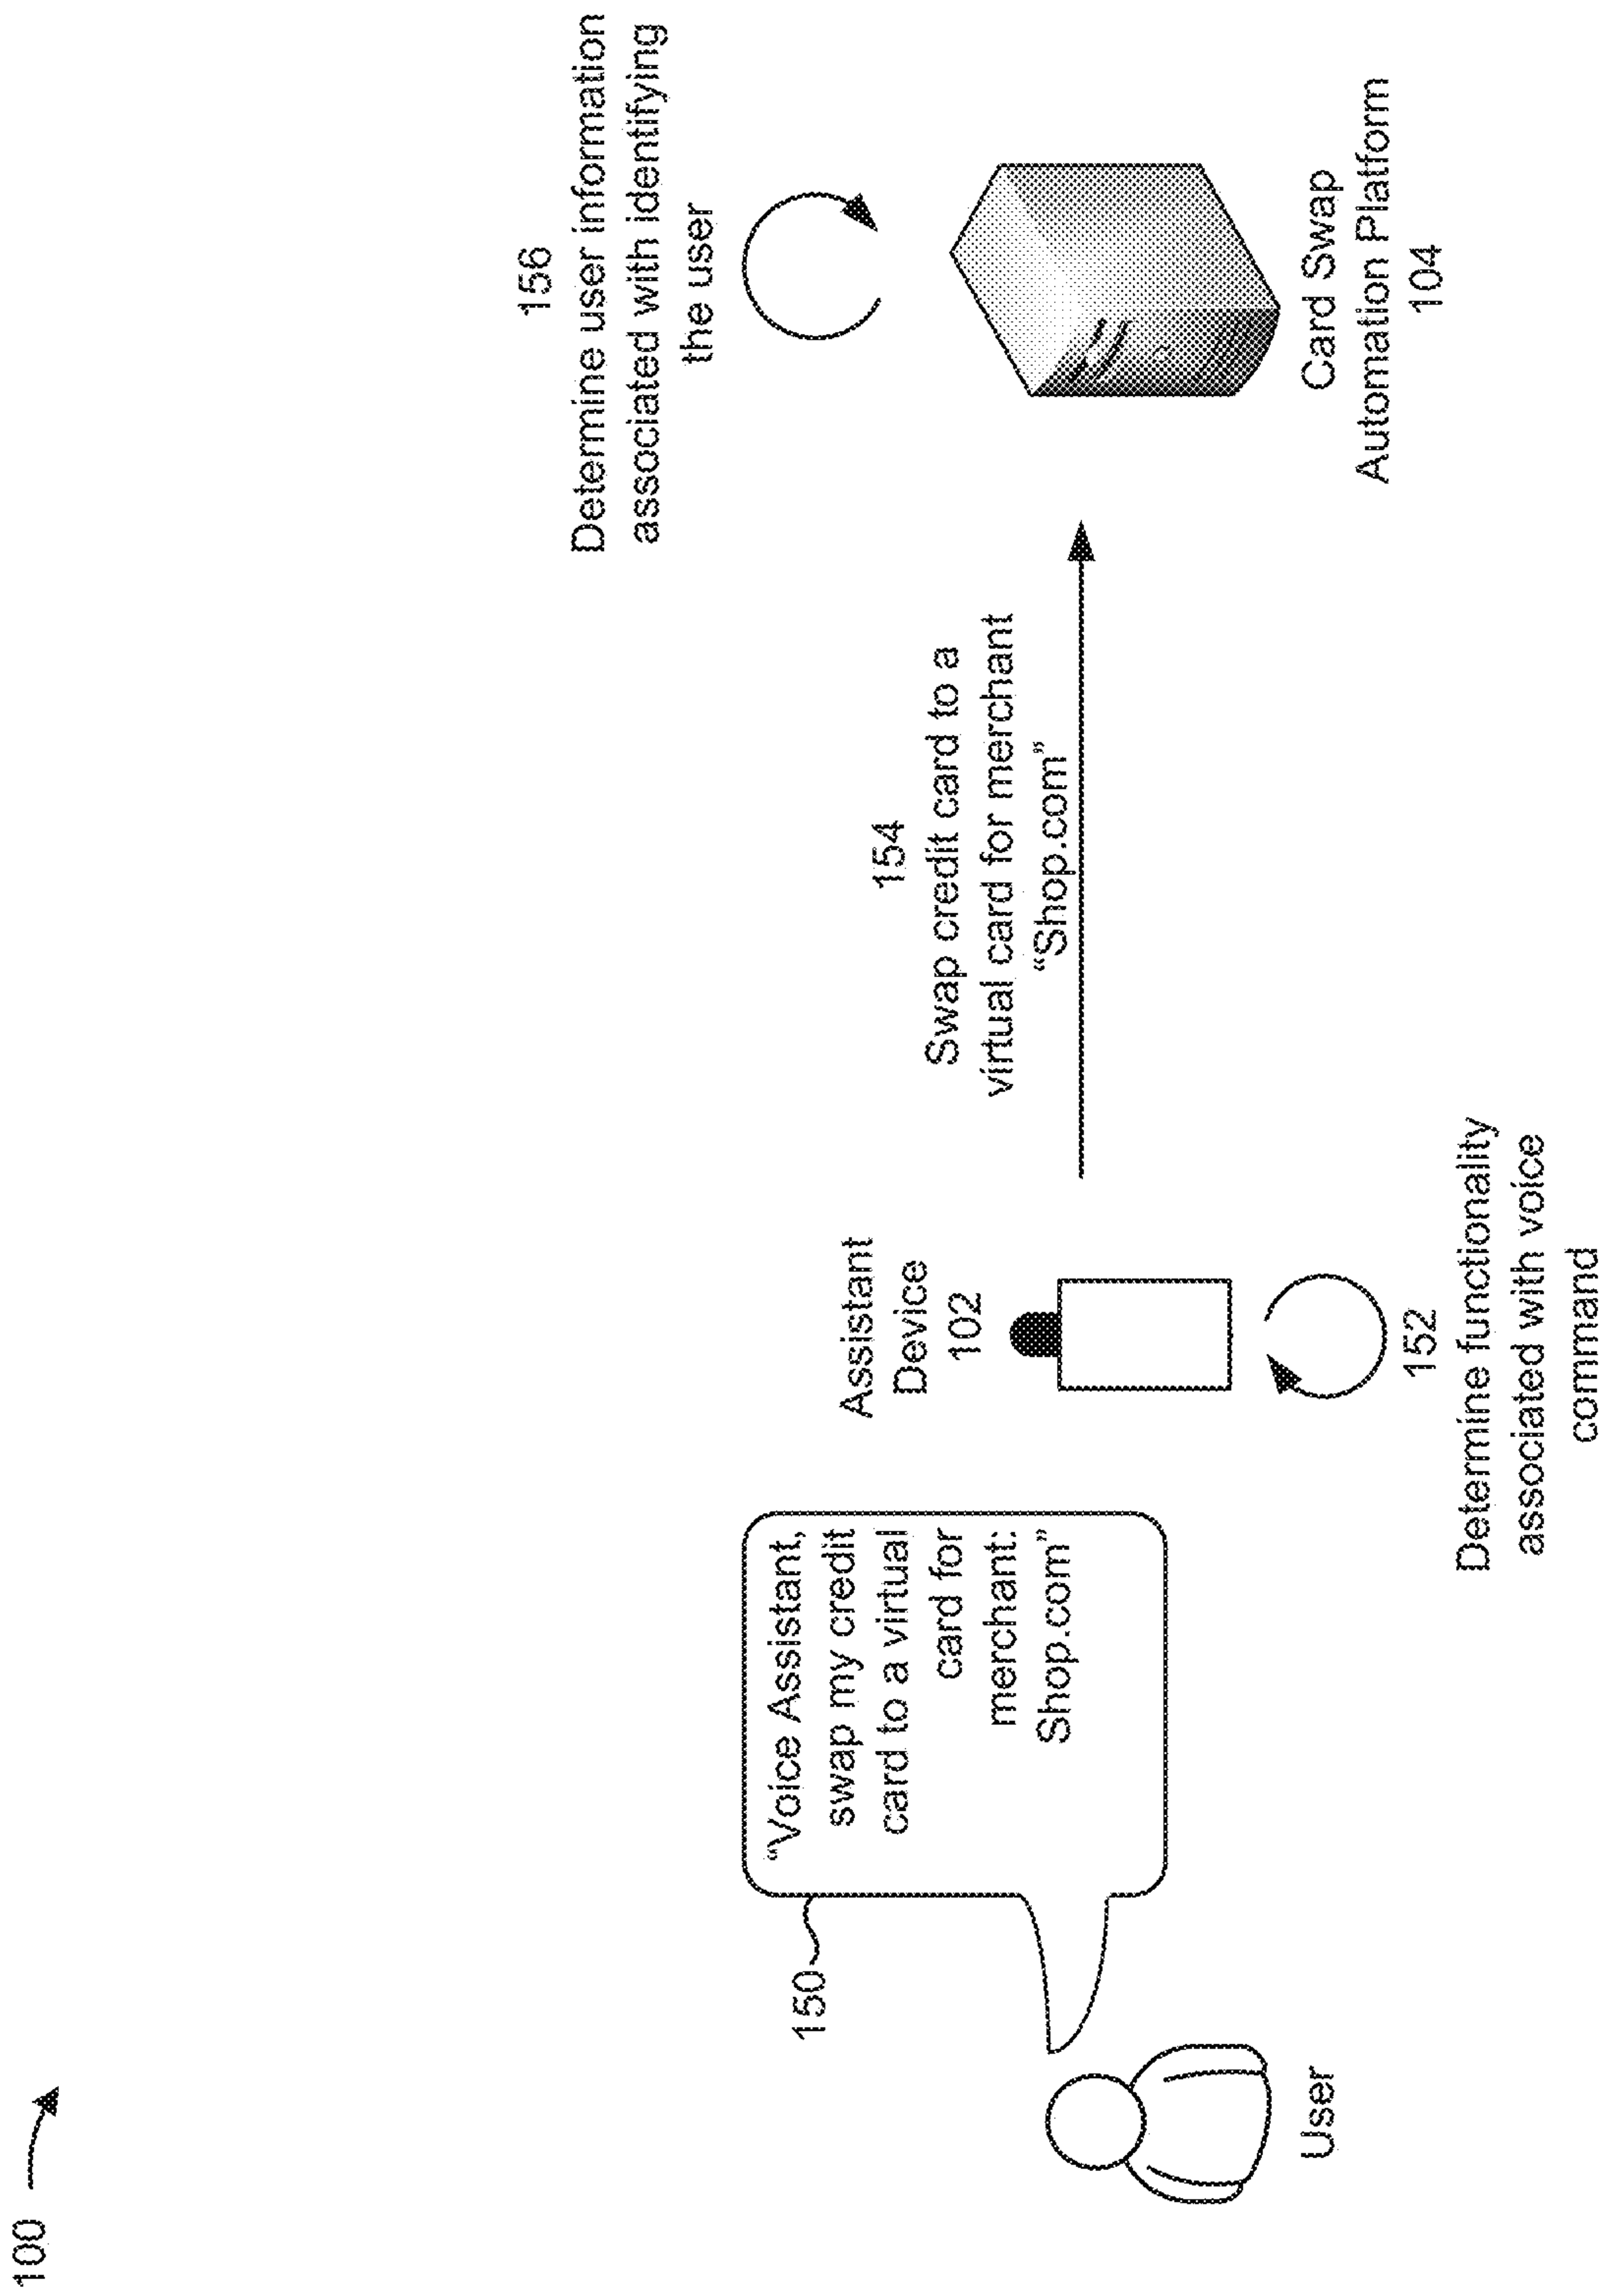 100
150
"Voice Assistant,
swap my credit
card to a virtual
card for
merchant:
Shop.com"
User
Assistant
Device
102
152
Determine functionality
associated with voice
command
154
Swap credit card to a
virtual card for merchant
"Shop.com"
156
Determine user information
associated with identifying
the user
Card Swap
Automation Platform
104